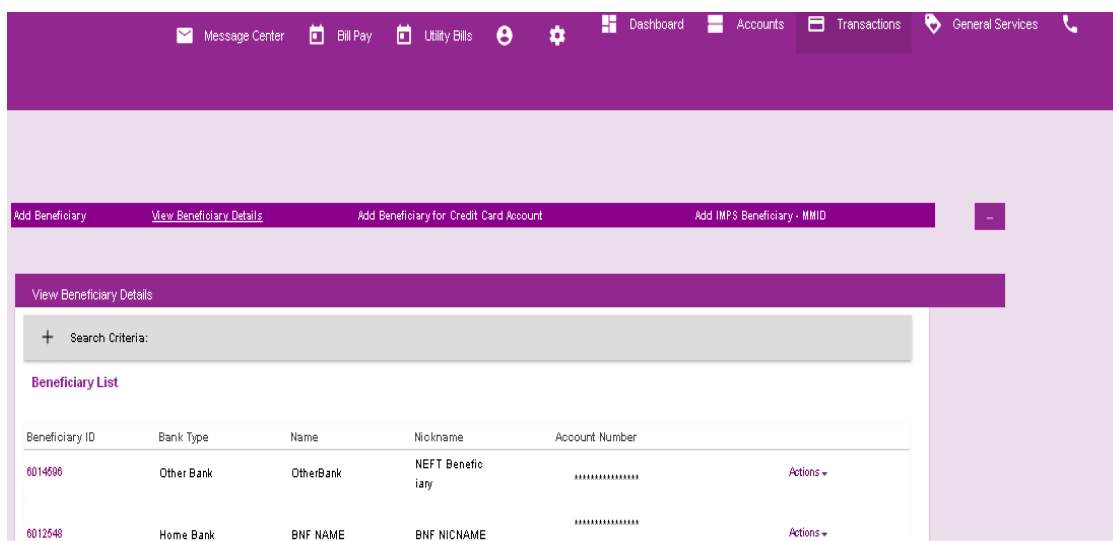 Message Center Bill Pay Utility Bills Dashboard Accounts Transactions General Services
Add Beneficiary View Beneficiary Details Add Beneficiary for Credit Card Account Add IMPS Beneficiary - MMID ...
View Beneficiary Details
+ Search Criteria:
Beneficiary List
Beneficiary ID Bank Type Name Nickname Account Number
6014596 Other Bank OtherBank NEFT Benefic
iary *************** Actions
6012548 Home Bank BNF NAME BNF NICNAME *************** Actions